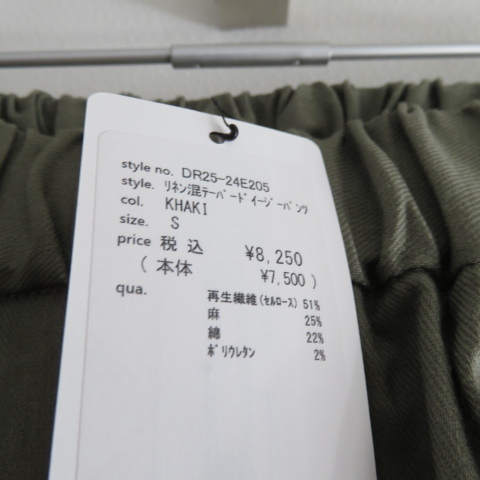 style no. DR25-24E205
style. リネン混テーパードイージーパンツ
col. KHAKI
size. S
price 税込 ¥8,250
(本体 ¥7,500)
qua. 再生繊維(セルロース) 51%
麻 25%
綿 22%
ポリウレタン 2%